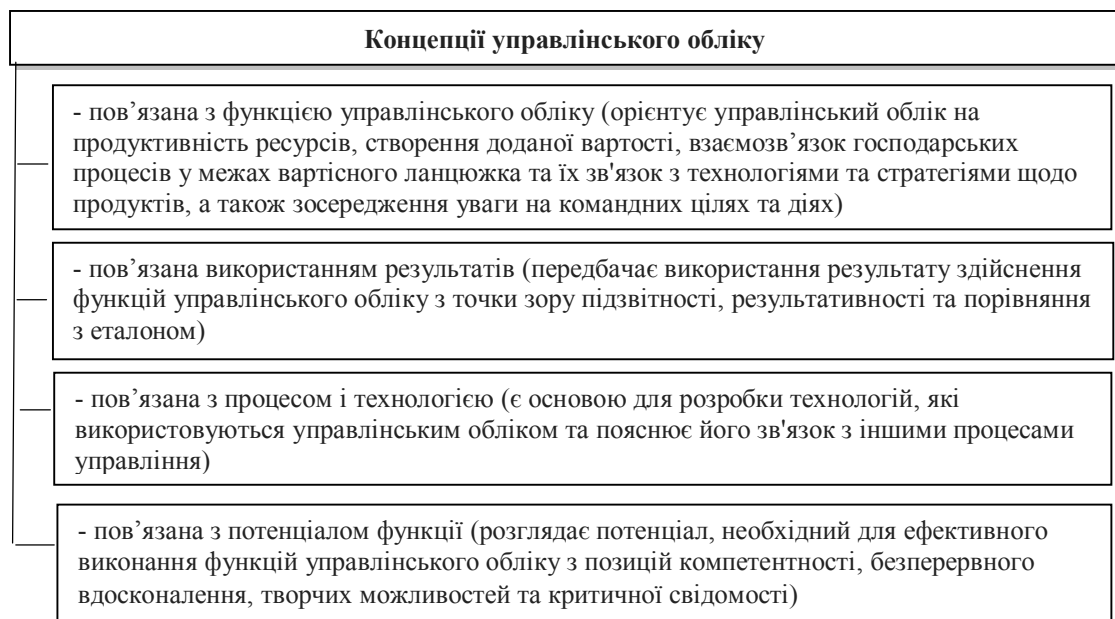 Концепції управлінського обліку
- пов’язана з функцією управлінського обліку (орієнтує управлінський облік на
продуктивність ресурсів, створення доданої вартості, взаємозв’язок господарських
процесів у межах вартісного ланцюжка та їх зв'язок з технологіями та стратегіями щодо
продуктів, а також зосередження уваги на командних цілях та діях)
- пов’язана використанням результатів (передбачає використання результату здійснення
функцій управлінського обліку з точки зору підзвітності, результативності та порівняння
з еталоном)
- пов’язана з процесом і технологією (є основою для розробки технологій, які
використовуються управлінським обліком та пояснює його зв'язок з іншими процесами
управління)
- пов’язана з потенціалом функції (розглядає потенціал, необхідний для ефективного
виконання функцій управлінського обліку з позицій компетентності, безперервного
вдосконалення, творчих можливостей та критичної свідомості)